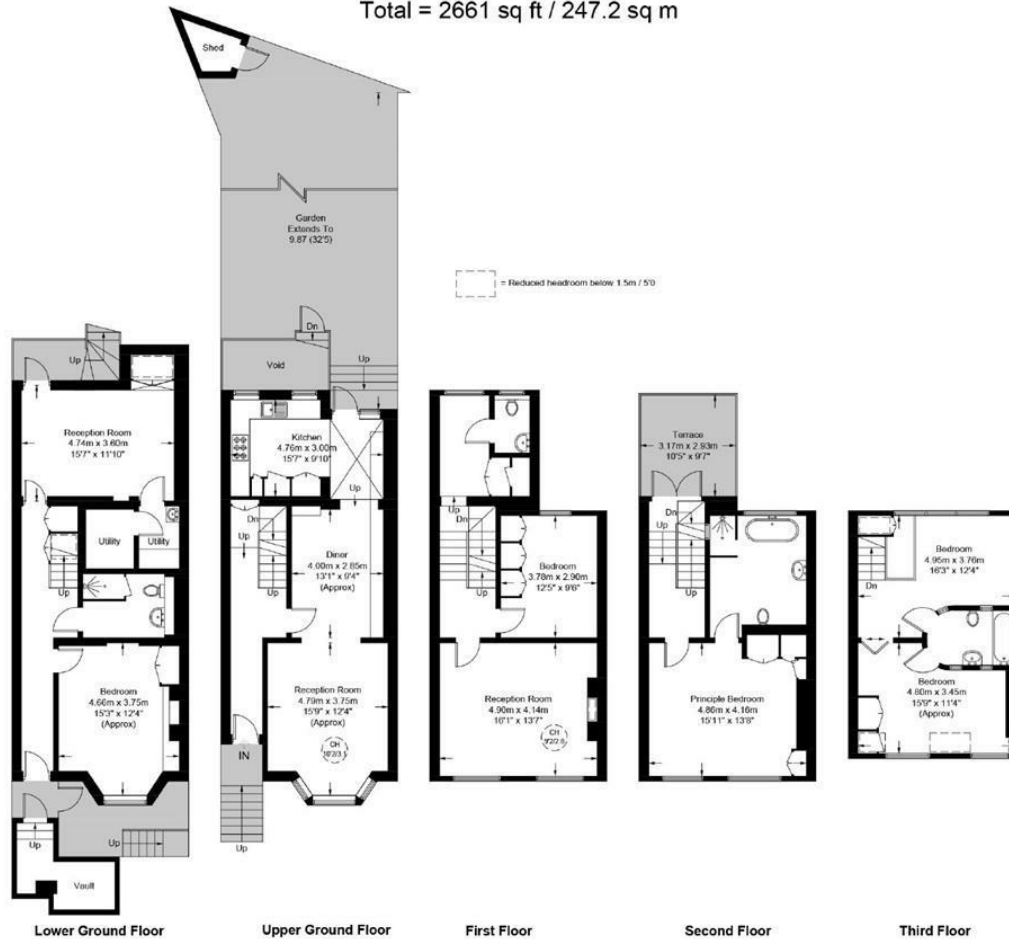 Total = 2661 sq ft / 247.2 sq m
Shed
Garden
Extends To
9.87 (32'5)
= Reduced headroom below 1.5m / 5'0
Dn
Up
Void
Up
Reception Room
4.74m x 3.60m
15'7" x 11'10"
Utility
Utility
Up
Bedroom
4.66m x 3.75m
15'3" x 12'4"
(Approx)
Up
Up
Vault
Lower Ground Floor
Kitchen
4.76m x 3.00m
15'7" x 9'10"
Up
Dn
Up
Diner
4.00m x 2.85m
13'1" x 9'4"
(Approx)
Reception Room
4.79m x 3.75m
15'9" x 12'4"
(Approx)
CH
IN
Up
Upper Ground Floor
Up
Dn
Bedroom
3.78m x 2.90m
12'5" x 9'6"
Reception Room
4.90m x 4.14m
16'1" x 13'7"
CH
First Floor
Terrace
3.17m x 2.93m
10'5" x 9'7"
Dn
Up
Principle Bedroom
4.86m x 4.16m
15'11" x 13'8"
Second Floor
Bedroom
4.95m x 3.76m
16'3" x 12'4"
Dn
Bedroom
4.80m x 3.45m
15'9" x 11'4"
(Approx)
Third Floor